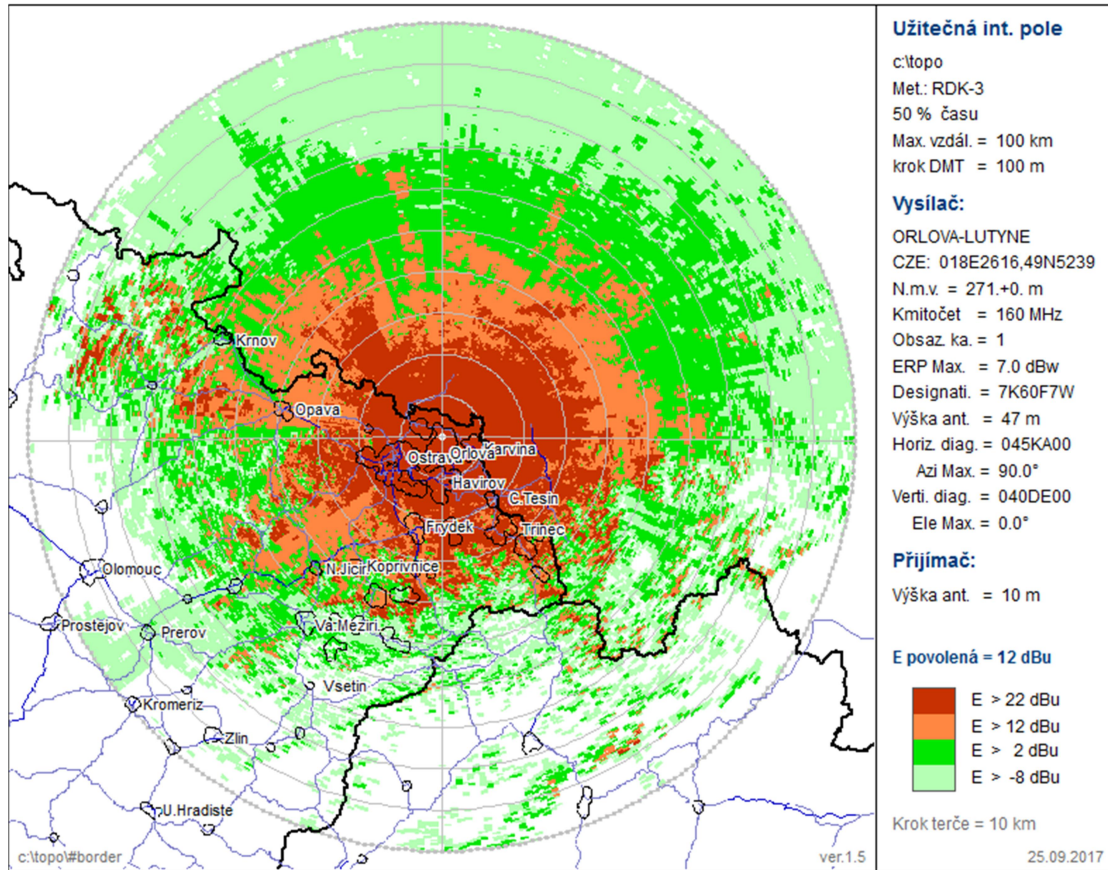 Užitečná int. pole
c:\topo
Met.: RDK-3
50 % času
Max. vzdál. = 100 km
krok DMT = 100 m
Vysílač:
ORLOVA-LUTYNE
CZE: 018E2616,49N5239
N.m.v. = 271.+0. m
Kmitočet = 160 MHz
Obsaz. ka. = 1
ERP Max. = 7.0 dBw
Designati. = 7K60F7W
Výška ant. = 47 m
Horiz. diag. = 045KA00
Azi Max. = 90.0°
Verti. diag. = 040DE00
Ele Max. = 0.0°
Přijímač:
Výška ant. = 10 m
E povolená = 12 dBu
E > 22 dBu
E > 12 dBu
E > 2 dBu
E > -8 dBu
Krok terče = 10 km
25.09.2017
Krnov
Opava
Ostrava
Orlova
Karvina
Havirov
C.Tesin
Frydek
Trinec
N.Jicin
Koprivnice
Olomouc
Prostejov
Prerov
Va.Meziri.
Vsetin
Kromeriz
Zlin
U.Hradiste
c:\topo\#border
ver.1.5